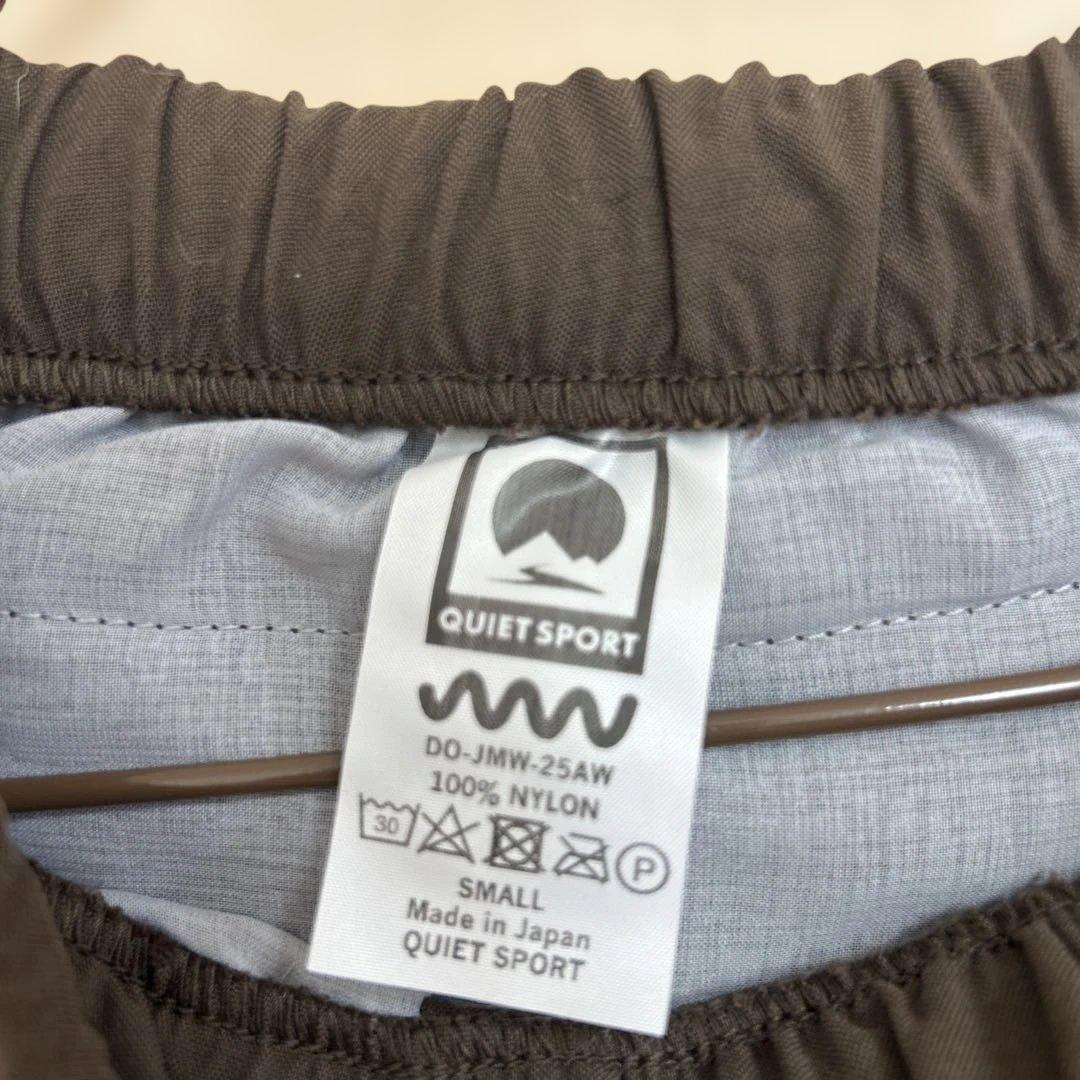 QUIET SPORT
DO-JMW-25AW
100% NYLON
30
P
SMALL
Made in Japan
QUIET SPORT